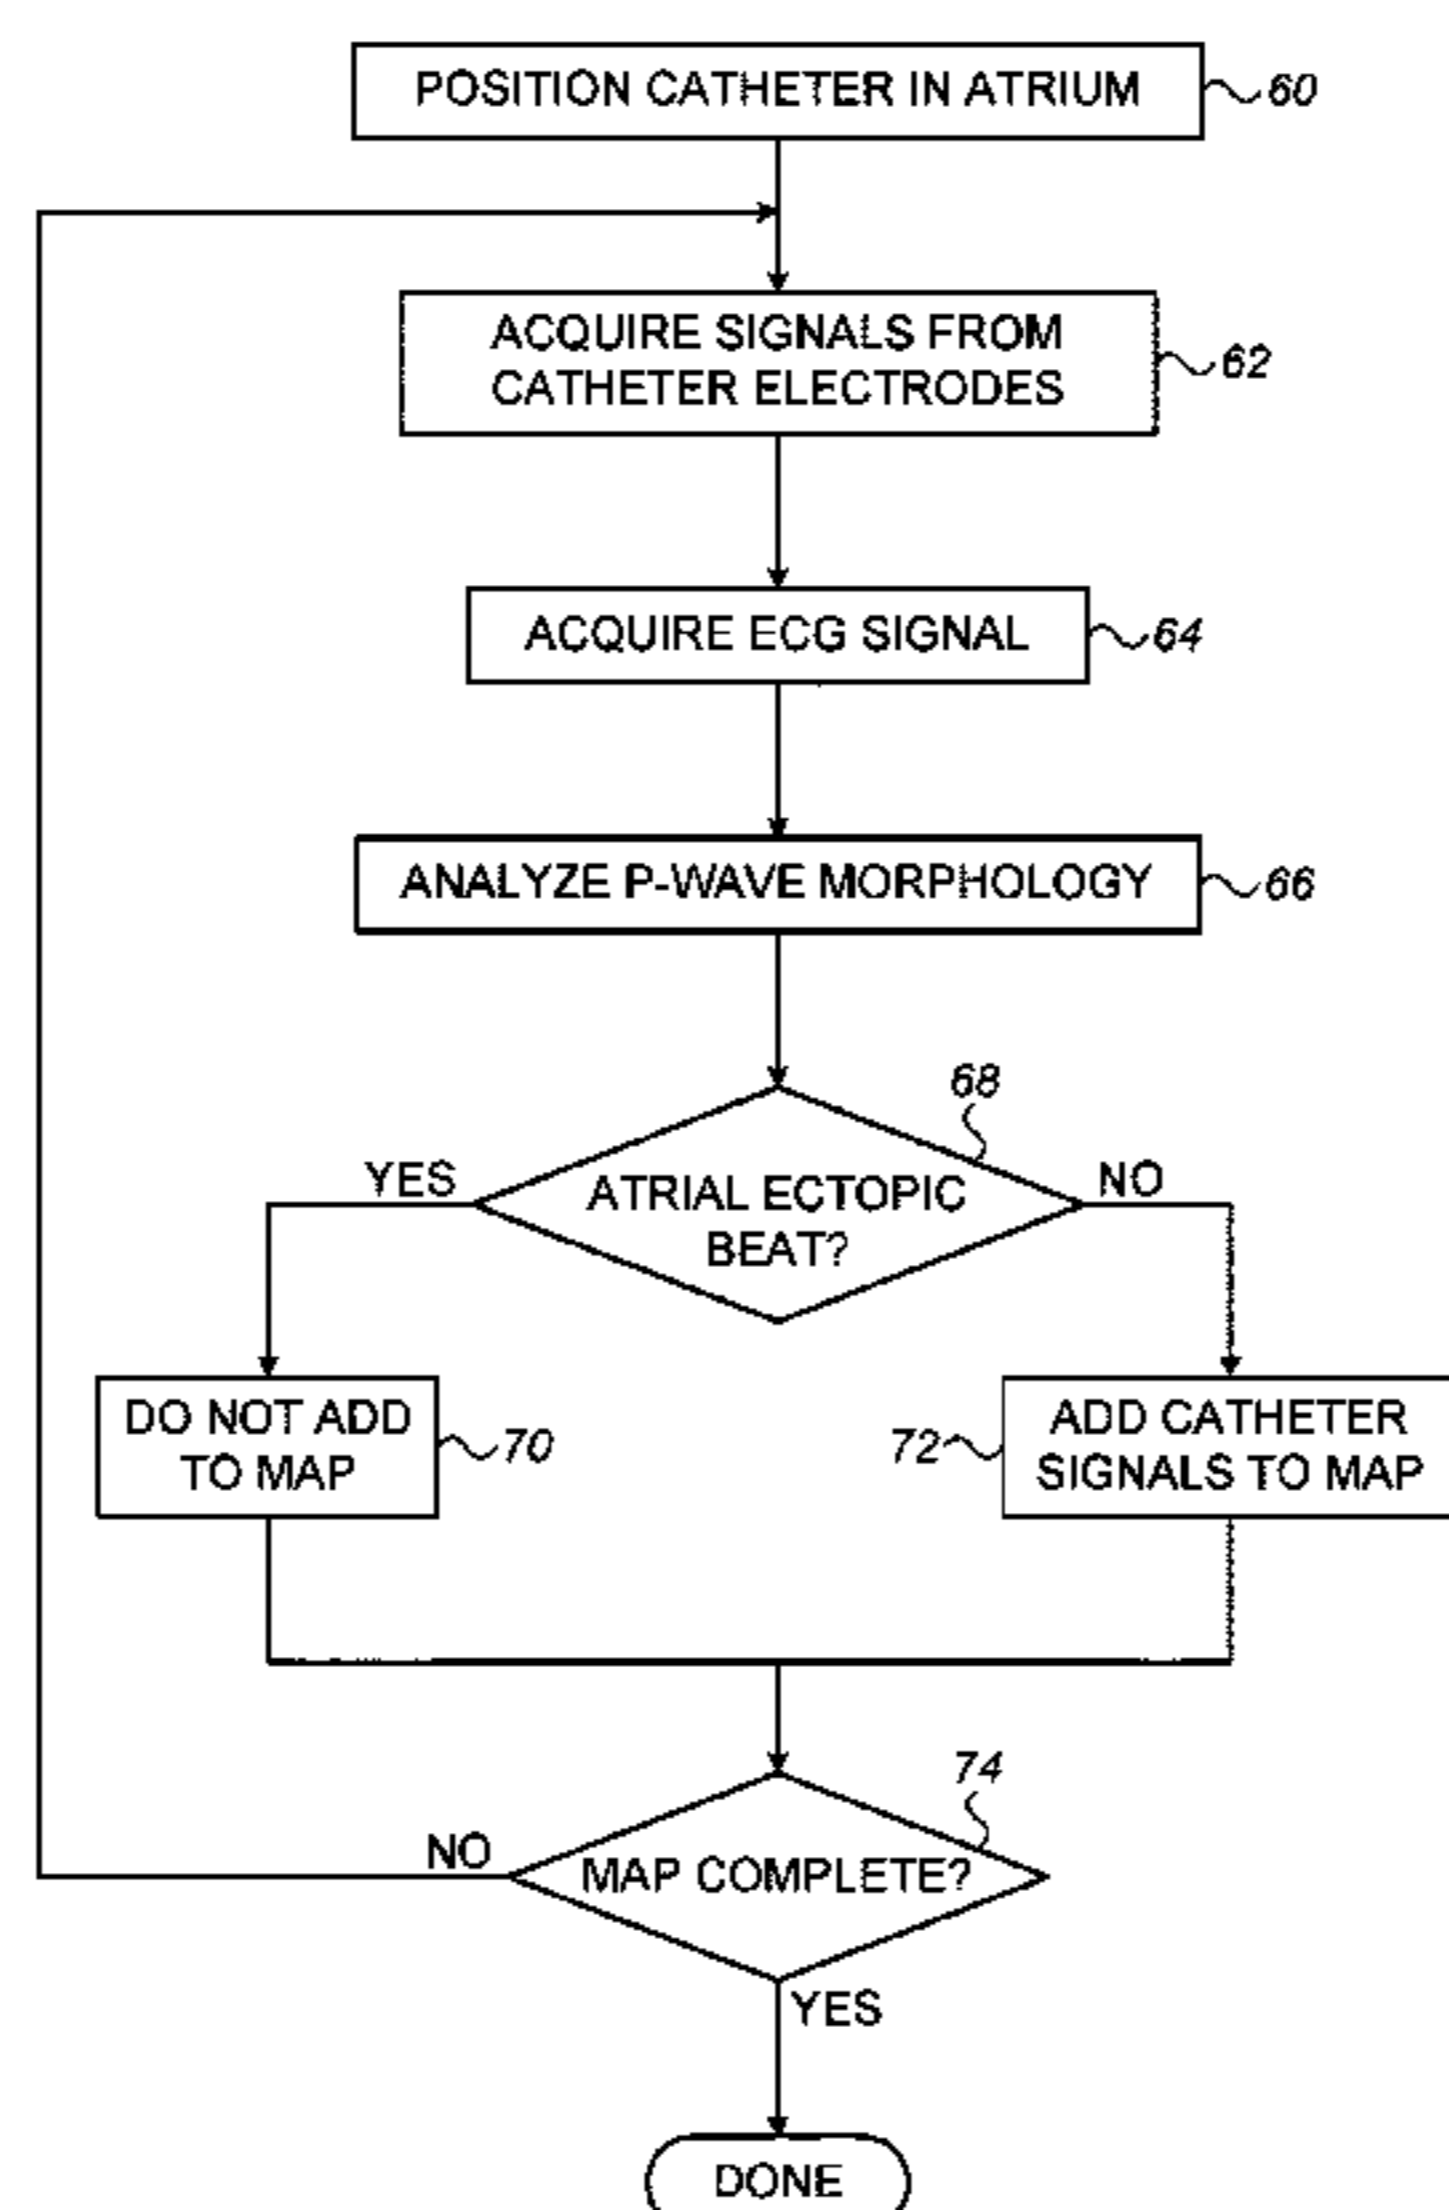 POSITION CATHETER IN ATRIUM
60
ACQUIRE SIGNALS FROM
CATHETER ELECTRODES
62
ACQUIRE ECG SIGNAL
64
ANALYZE P-WAVE MORPHOLOGY
66
68
YES
NO
ATRIAL ECTOPIC
BEAT?
DO NOT ADD
TO MAP
70
72
ADD CATHETER
SIGNALS TO MAP
74
NO
MAP COMPLETE?
YES
DONE